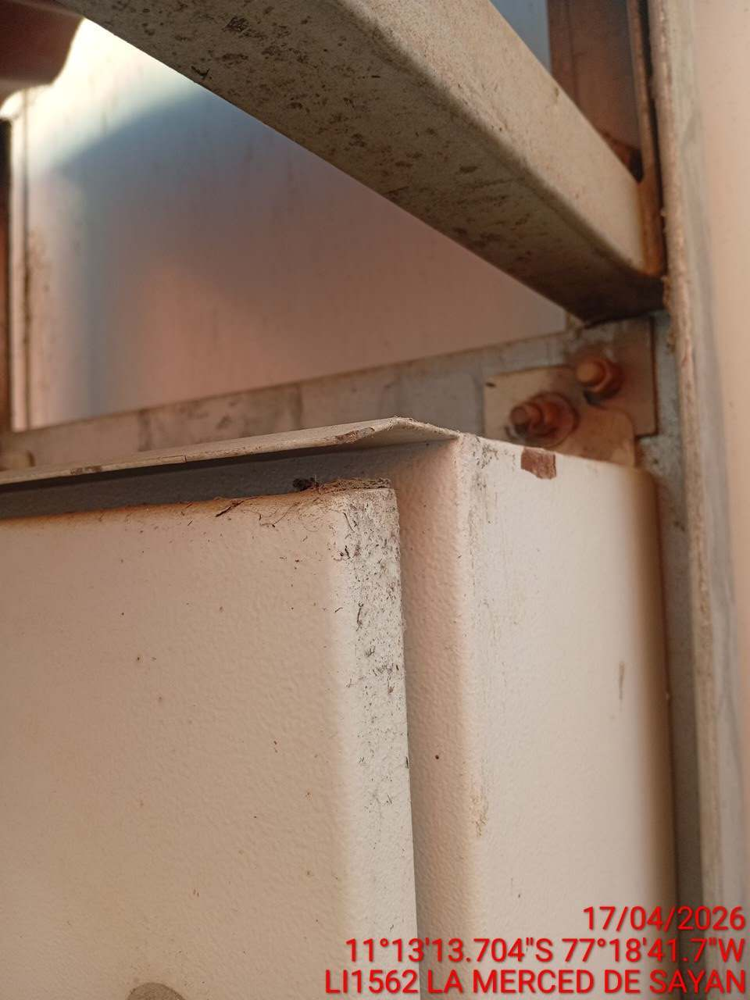 17/04/2026
11°13'13.704"S 77°18'41.7"W
LI1562 LA MERCED DE SAYAN